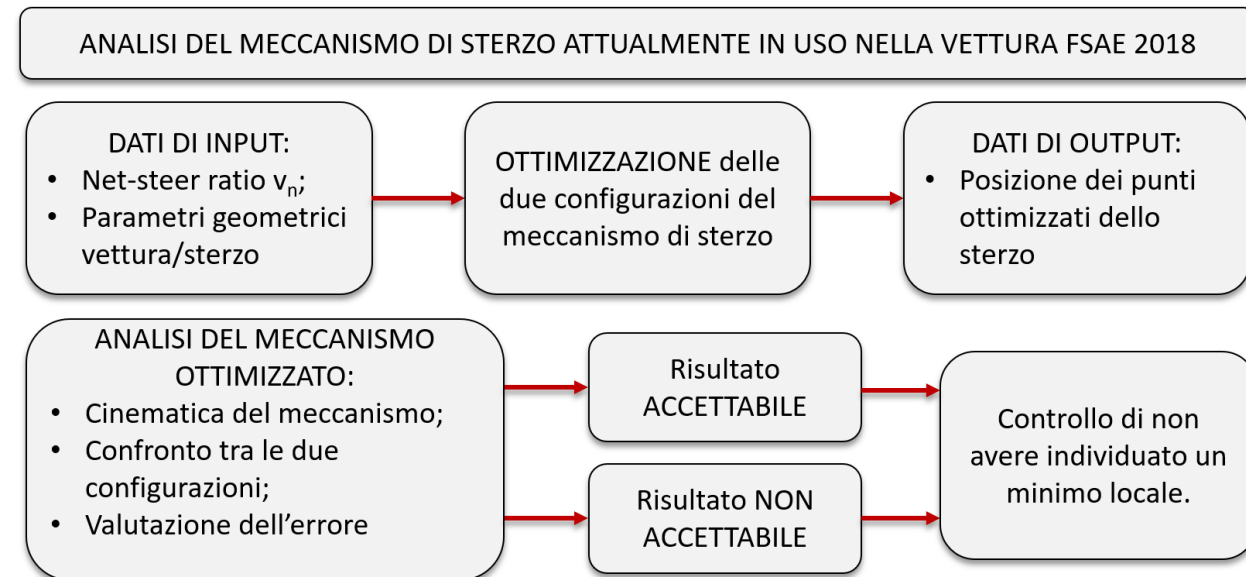 ANALISI DEL MECCANISMO DI STERZO ATTUALMENTE IN USO NELLA VETTURA FSAE 2018
DATI DI INPUT:
• Net-steer ratio vₙ;
• Parametri geometrici
vettura/sterzo
OTTIMIZZAZIONE delle
due configurazioni del
meccanismo di sterzo
DATI DI OUTPUT:
• Posizione dei punti
ottimizzati dello
sterzo
ANALISI DEL MECCANISMO
OTTIMIZZATO:
• Cinematica del meccanismo;
• Confronto tra le due
configurazioni;
• Valutazione dell’errore
Risultato
ACCETTABILE
Risultato NON
ACCETTABILE
Controllo di non
avere individuato un
minimo locale.